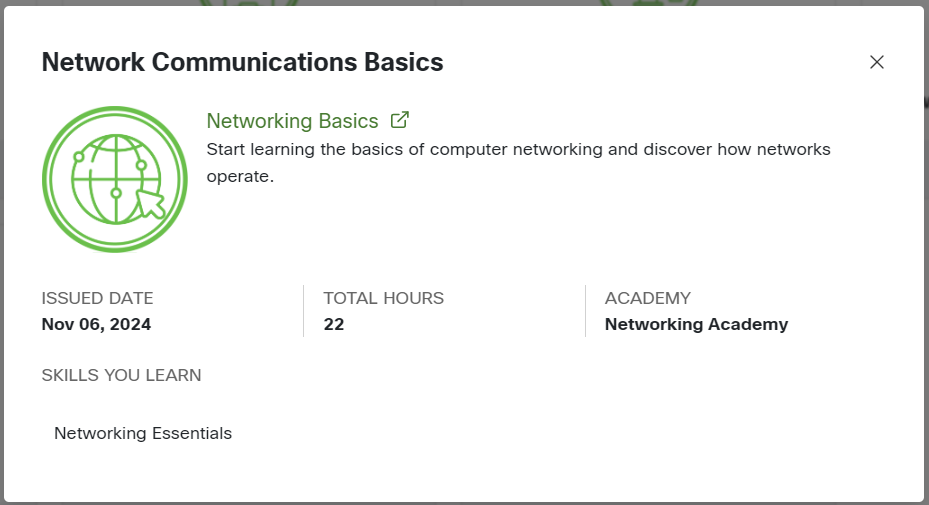 Network Communications Basics
Networking Basics
Start learning the basics of computer networking and discover how networks
operate.
ISSUED DATE
Nov 06, 2024
TOTAL HOURS
22
ACADEMY
Networking Academy
SKILLS YOU LEARN
Networking Essentials